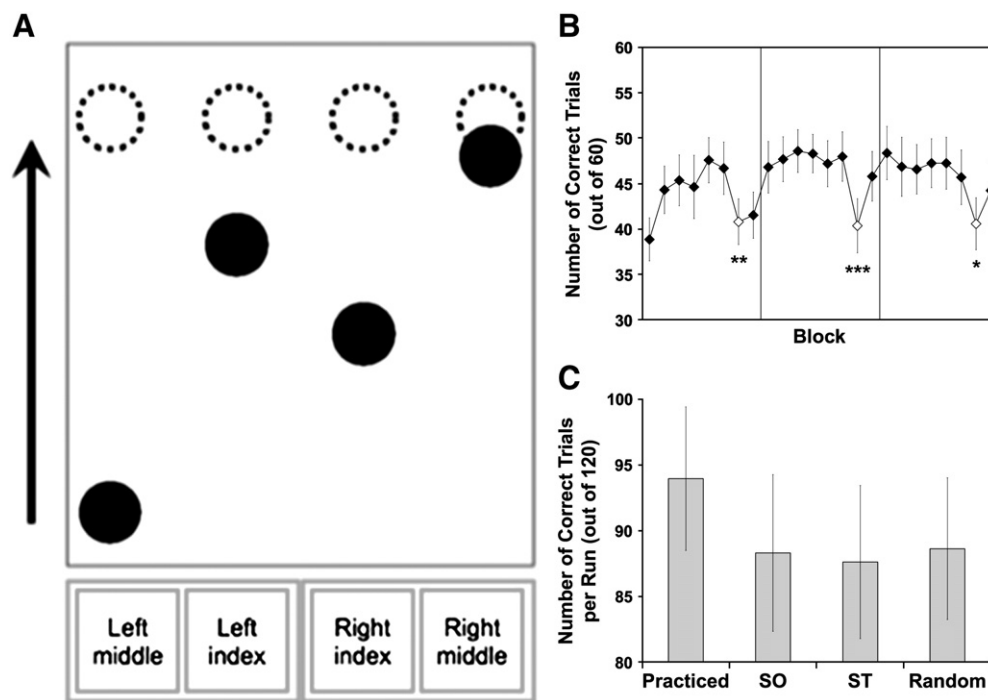 A
Left
middle
Left
index
Right
index
Right
middle
B
Number of Correct Trials
(out of 60)
60
55
50
45
40
35
30
**
***
*
Block
C
Number of Correct Trials
per Run (out of 120)
100
95
90
85
80
Practiced SO ST Random